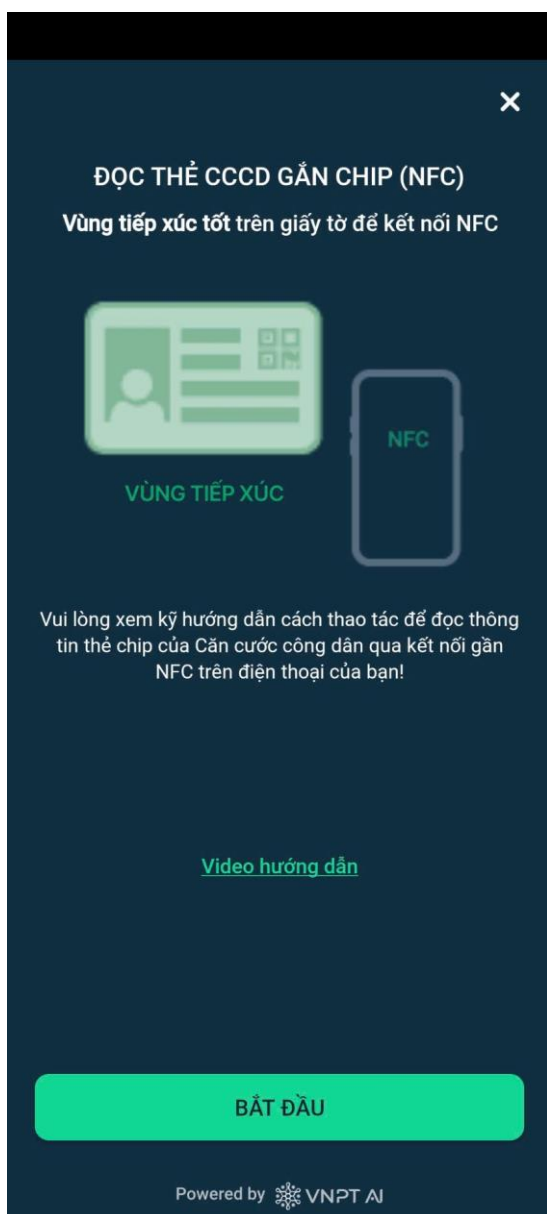 ĐỌC THẺ CCCD GẮN CHIP (NFC)
Vùng tiếp xúc tốt trên giấy tờ để kết nối NFC
NFC
VÙNG TIẾP XÚC
Vui lòng xem kỹ hướng dẫn cách thao tác để đọc thông
tin thẻ chip của Căn cước công dân qua kết nối gần
NFC trên điện thoại của bạn!
Video hướng dẫn
BẮT ĐẦU
Powered by VNPT AI